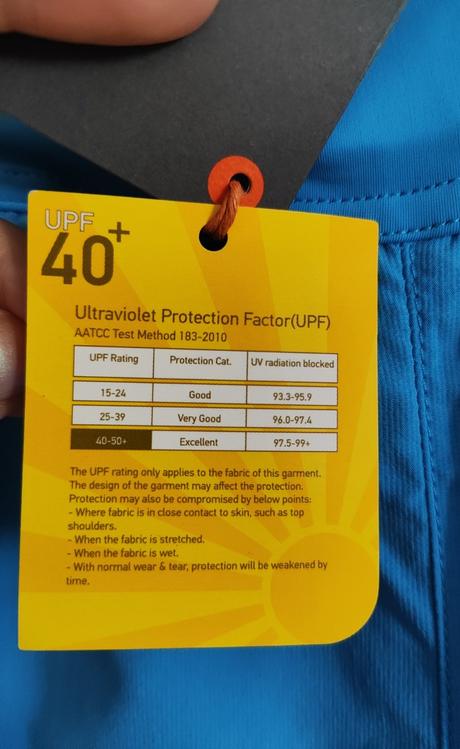 UPF
40+
Ultraviolet Protection Factor(UPF)
AATCC Test Method 183-2010
UPF Rating Protection Cat. UV radiation blocked
15-24 Good 93.3-95.9
25-39 Very Good 96.0-97.4
40-50+ Excellent 97.5-99+
The UPF rating only applies to the fabric of this garment.
The design of the garment may affect the protection.
Protection may also be compromised by below points:
- Where fabric is in close contact to skin, such as top
shoulders.
- When the fabric is stretched.
- When the fabric is wet.
- With normal wear & tear, protection will be weakened by
time.